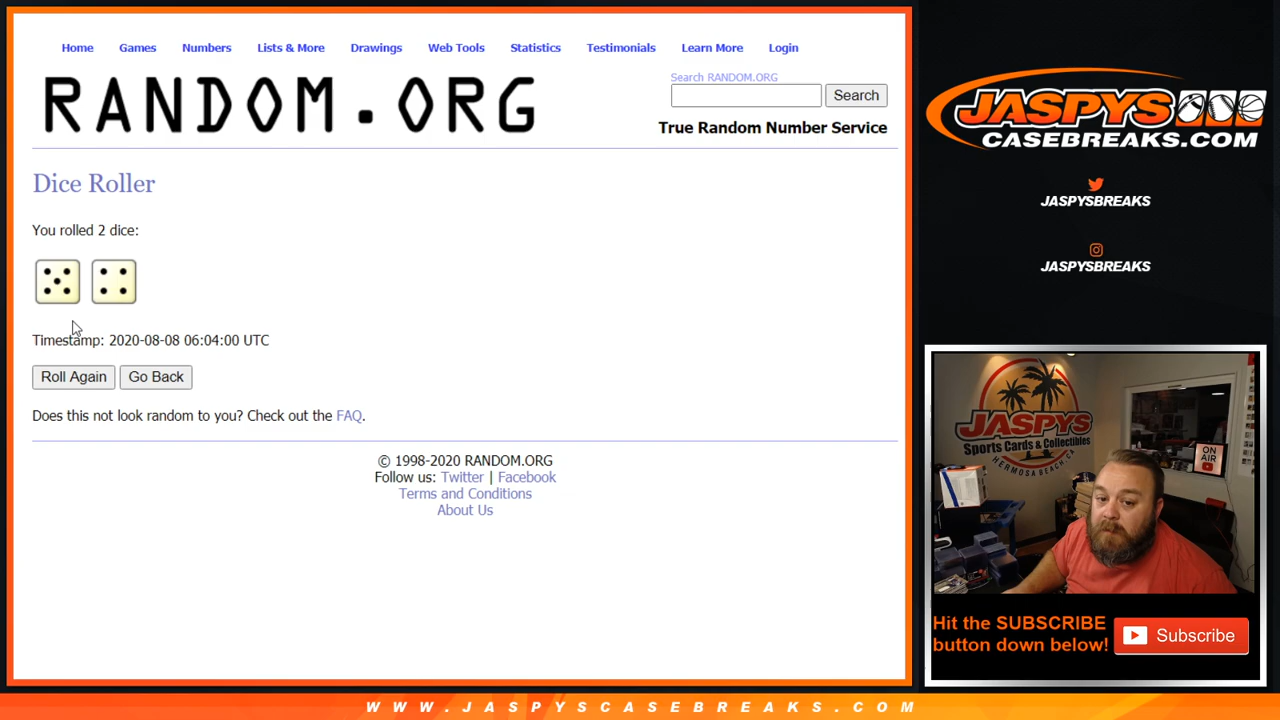 Home Games Numbers Lists & More Drawings Web Tools Statistics Testimonials Learn More Login
RANDOM.ORG
Search RANDOM.ORG
Search
True Random Number Service
Dice Roller
You rolled 2 dice:
Timestamp: 2020-08-08 06:04:00 UTC
Roll Again Go Back
Does this not look random to you? Check out the FAQ.
© 1998-2020 RANDOM.ORG
Follow us: Twitter | Facebook
Terms and Conditions
About Us
JASPYS
CASEBREAKS.COM
JASPYSBREAKS
JASPYSBREAKS
JASPYS
Sports Cards & Collectibles
HERMOSA BEACH, CA
ON
AIR
Hit the SUBSCRIBE
button down below!
Subscribe
WWW.JASPYSCASEBREAKS.COM